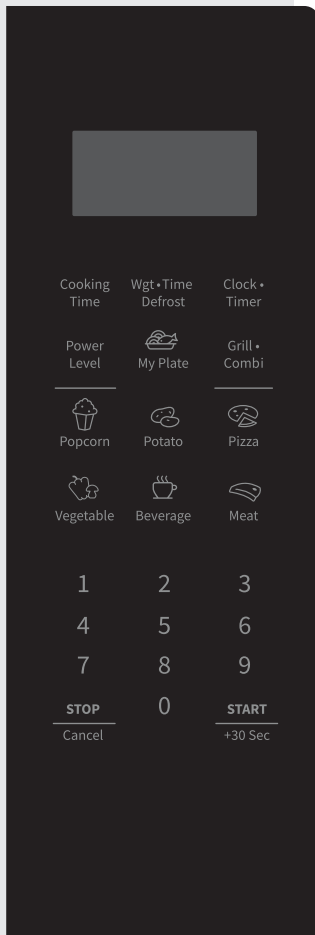 Cooking Wgt•Time Clock •
Time Defrost Timer
Power Grill •
Level My Plate Combi
Popcorn Potato Pizza
Vegetable Beverage Meat
1 2 3
4 5 6
7 8 9
STOP 0 START
Cancel +30 Sec